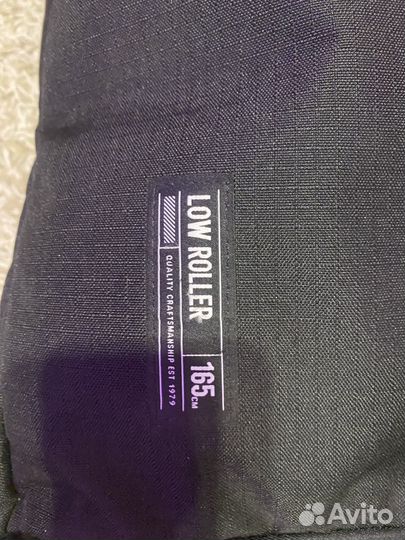 LOW ROLLER
165CM
QUALITY CRAFTSMANSHIP EST 1979
Avito